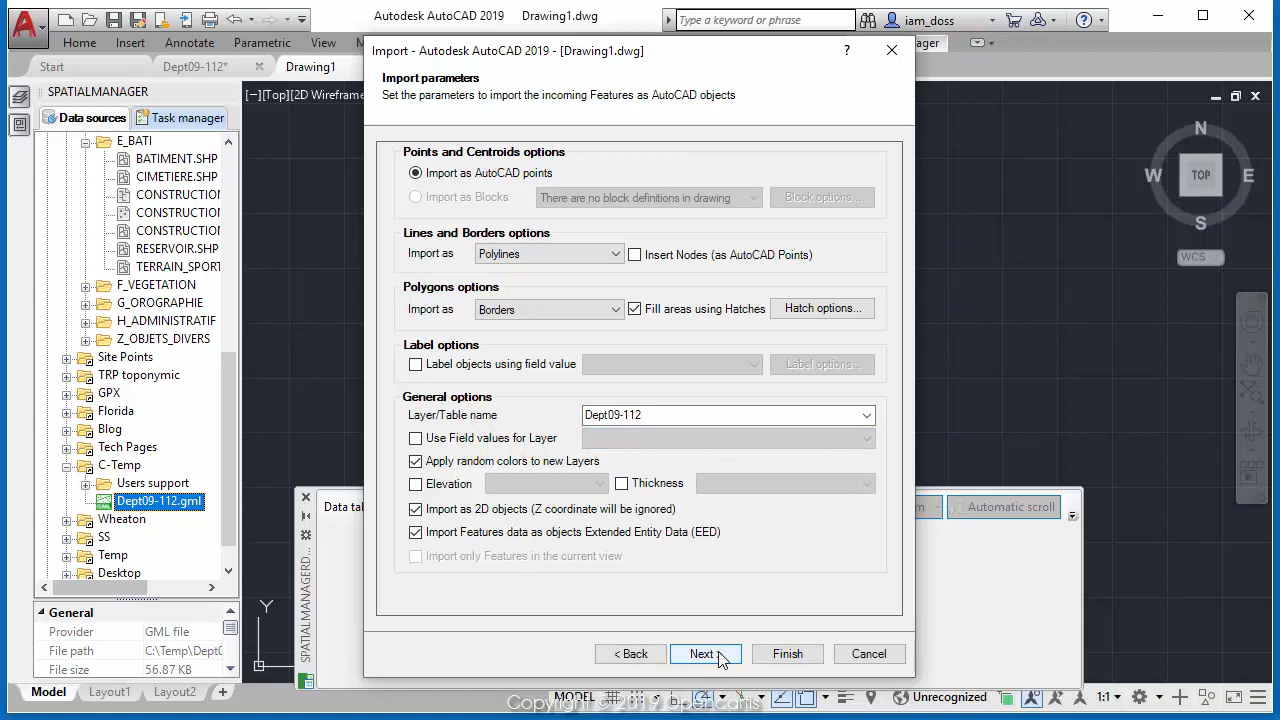 Autodesk AutoCAD 2019 Drawing1.dwg
Type a keyword or phrase
iam_doss
Home Insert Annotate Parametric View
ager
Start Dept09-112* Drawing1
SPATIALMANAGER
Data sources Task manager
E_BATI
BATIMENT.SHP
CIMETIERE.SHP
CONSTRUCTION
CONSTRUCTION
CONSTRUCTION
RESERVOIR.SHP
TERRAIN_SPORT
F_VEGETATION
G_OROGRAPHIE
H_ADMINISTRATIF
Z_OBJETS_DIVERS
Site Points
TRP toponymic
GPX
Florida
Blog
Tech Pages
C-Temp
Users support
Dept09-112.gml
Wheaton
SS
Temp
Desktop
General
Provider GML file
File path C:\Temp\Dept0
File size 56.87 KB
Model Layout1 Layout2 +
[−][Top][2D Wireframe
Import - Autodesk AutoCAD 2019 - [Drawing1.dwg]
Import parameters
Set the parameters to import the incoming Features as AutoCAD objects
Points and Centroids options
Import as AutoCAD points
Import as Blocks There are no block definitions in drawing Block options...
Lines and Borders options
Import as Polylines Insert Nodes (as AutoCAD Points)
Polygons options
Import as Borders Fill areas using Hatches Hatch options...
Label options
Label objects using field value Label options...
General options
Layer/Table name Dept09-112
Use Field values for Layer
Apply random colors to new Layers
Elevation Thickness
Import as 2D objects (Z coordinate will be ignored)
Import Features data as objects Extended Entity Data (EED)
Import only Features in the current view
< Back Next Finish Cancel
N
W TOP E
S
WCS
Data ta
m Automatic scroll
SPATIALMANAGERD
Y
MODEL Unrecognized 1:1
Copyright © 2019 Opencartis